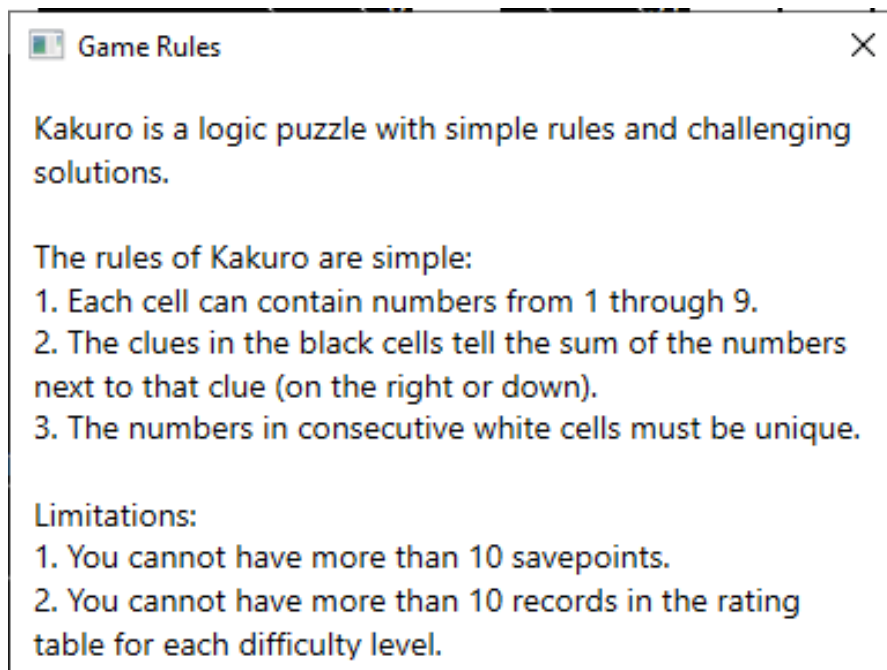 Game Rules
Kakuro is a logic puzzle with simple rules and challenging
solutions.
The rules of Kakuro are simple:
1. Each cell can contain numbers from 1 through 9.
2. The clues in the black cells tell the sum of the numbers
next to that clue (on the right or down).
3. The numbers in consecutive white cells must be unique.
Limitations:
1. You cannot have more than 10 savepoints.
2. You cannot have more than 10 records in the rating
table for each difficulty level.